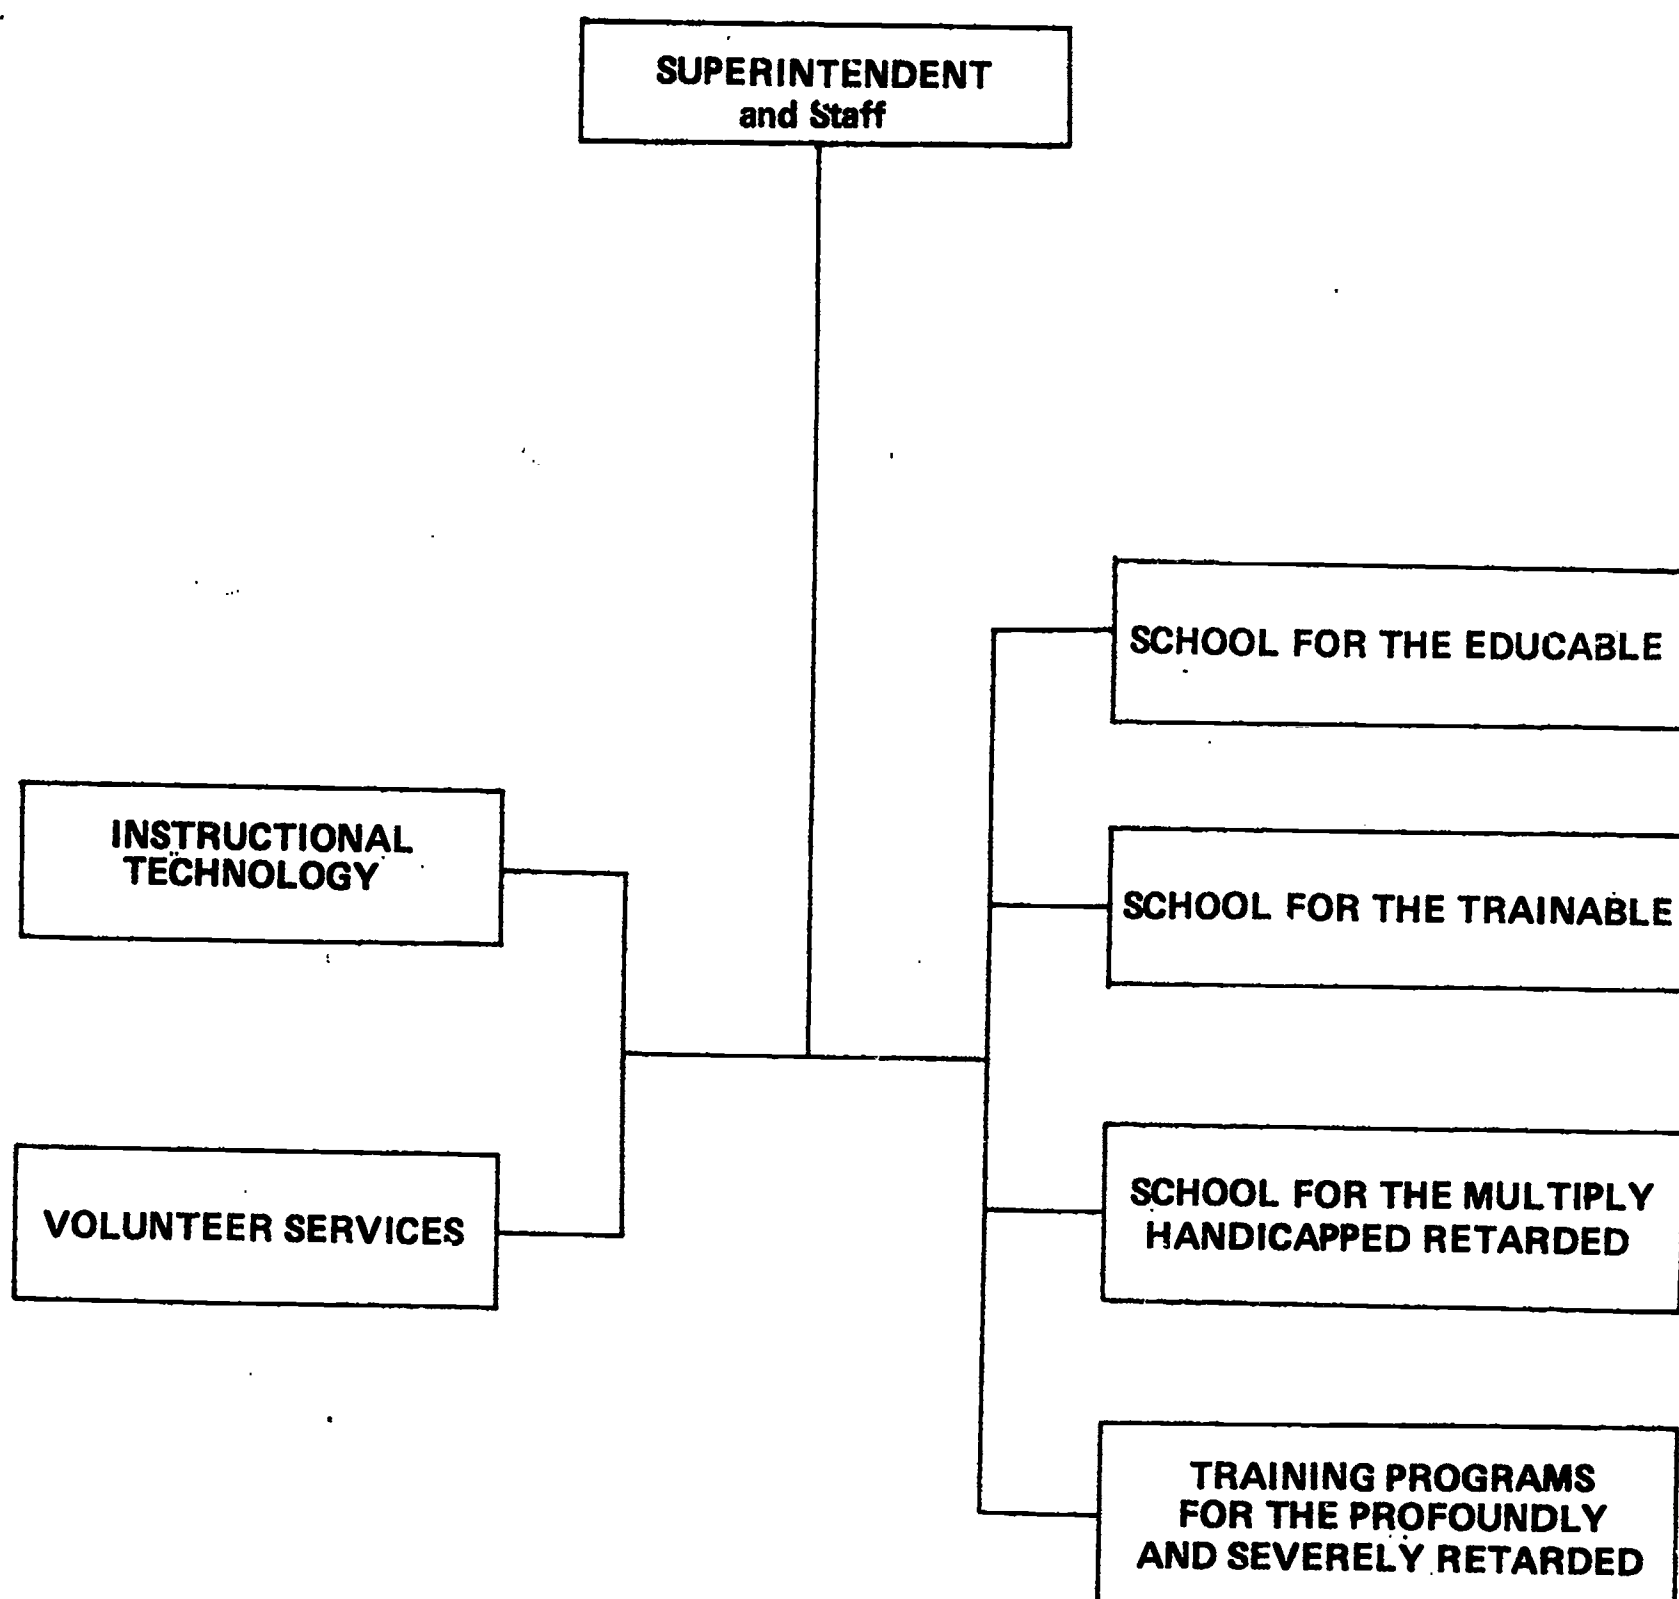 SUPERINTENDENT
and Staff
SCHOOL FOR THE EDUCABLE
INSTRUCTIONAL
TECHNOLOGY
SCHOOL FOR THE TRAINABLE
VOLUNTEER SERVICES
SCHOOL FOR THE MULTIPLY
HANDICAPPED RETARDED
TRAINING PROGRAMS
FOR THE PROFOUNDLY
AND SEVERELY RETARDED